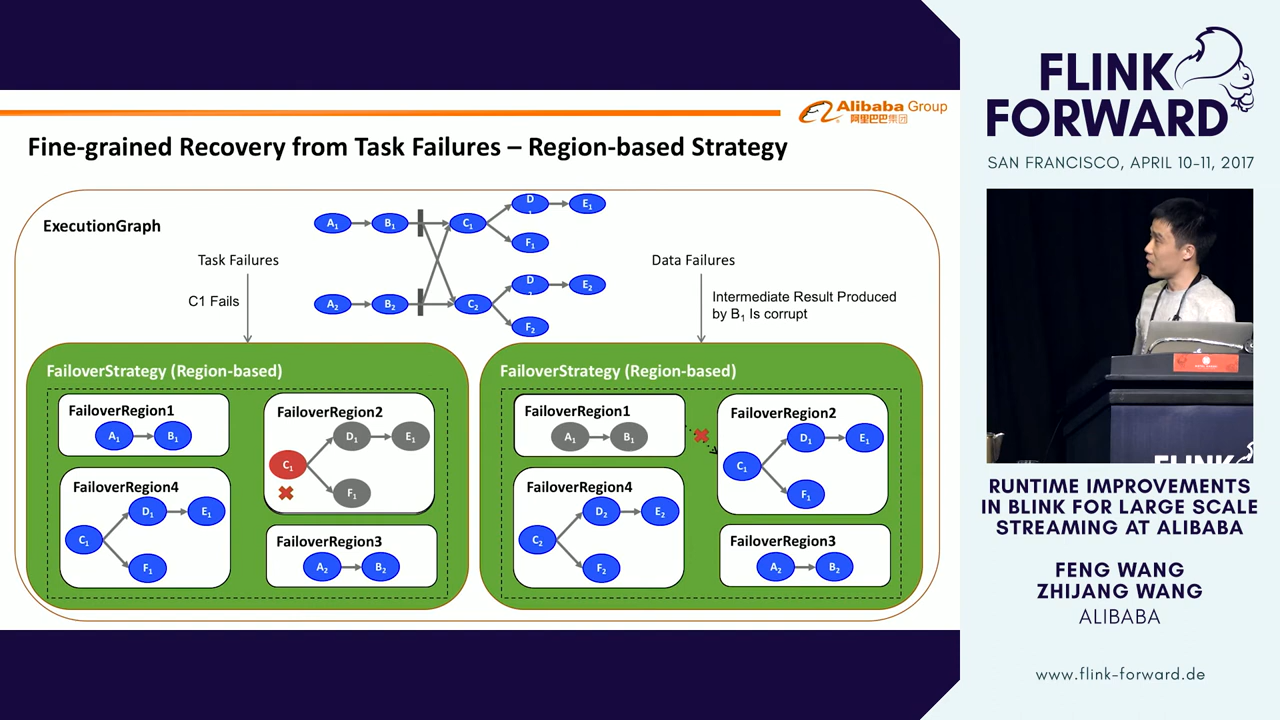 Alibaba Group
阿里巴巴集团
Fine-grained Recovery from Task Failures – Region-based Strategy
ExecutionGraph
A1 B1 C1 D1 E1
F1
A2 B2 C2 D E2
F2
Task Failures
C1 Fails
Data Failures
Intermediate Result Produced
by B1 Is corrupt
FailoverStrategy (Region-based)
FailoverRegion1
A1 B1
FailoverRegion2
C1 D1 E1
F1
FailoverRegion4
C1 D1 E1
F1
FailoverRegion3
A2 B2
FailoverStrategy (Region-based)
FailoverRegion1
A1 B1
FailoverRegion2
C1 D1 E1
F1
FailoverRegion4
C2 D2 E2
F2
FailoverRegion3
A2 B2
FLINK
FORWARD
SAN FRANCISCO, APRIL 10-11, 2017
FLINK
RUNTIME IMPROVEMENTS
IN BLINK FOR LARGE SCALE
STREAMING AT ALIBABA
FENG WANG
ZHIJANG WANG
ALIBABA
www.flink-forward.de